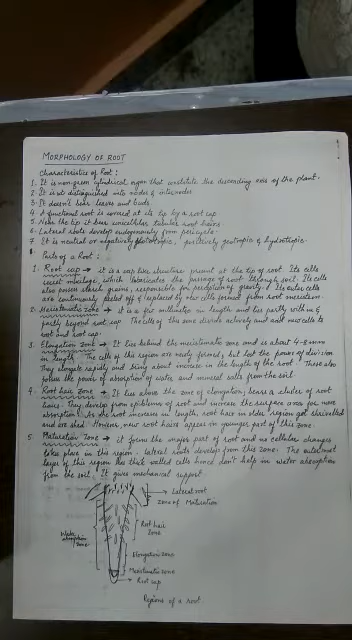 MORPHOLOGY OF ROOT
Characteristics of Root :
1. It is non-green cylindrical organ that constitute the descending axis of the plant.
2. It is not distinguished into nodes & internodes
3. It doesn't bear leaves and buds.
4. A functional root is covered at its tip by a root cap
5. Near the tip it bear unicellular tubular root hairs
6. Lateral roots develop endogenously from pericycle.
7. It is neutral or negatively phototropic, positively geotropic & hydrotropic.
Parts of a Root :
1. Root cap → it is a cap like structure present at the tip of root. Its cells
secret mucilage which lubricates the passage of root through soil. Its cells
also possess starch grains, responsible for perception of gravity. Its outer cells
are continuously peeled off & replaced by new cells formed from root meristem.
2. Meristematic zone → it is a few millimetre in length and lies partly within &
partly beyond root cap. The cells of this zone divide actively and add new cells to
root and root cap.
3. Elongation zone → It lies behind the meristematic zone and is about 4-8 mm
in length. The cells of this region are newly formed, but lost the power of division
They elongate rapidly and bring about increase in the length of the root. These also
possess the power of absorption of water and mineral salts from the soil.
4. Root hair zone → It lies above the zone of elongation, bears a cluster of root
hairs. They develop from epiblema of root and increase the surface area for more
absorption. As the root increases in length, root hair in older region get shrivelled
and are shed. However, new root hairs appear in younger part of this zone.
5. Maturation Zone → it forms the major part of root and no cellular changes
take place in this region. Lateral roots develop from this zone. The outermost
layer of this region has thick walled cells hence don't help in water absorption
from the soil. It gives mechanical support.
Lateral root
Zone of Maturation
Root hair
Zone
Water
absorption
Zone
Elongation zone
Meristematic zone
Root cap
Regions of a root